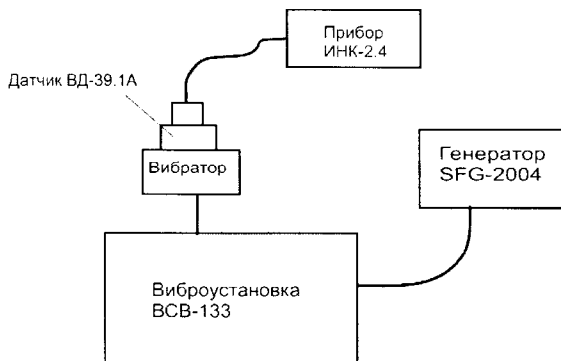 Прибор
ИНК-2.4
Датчик ВД-39.1А
Вибратор
Генератор
SFG-2004
Виброустановка
ВСВ-133